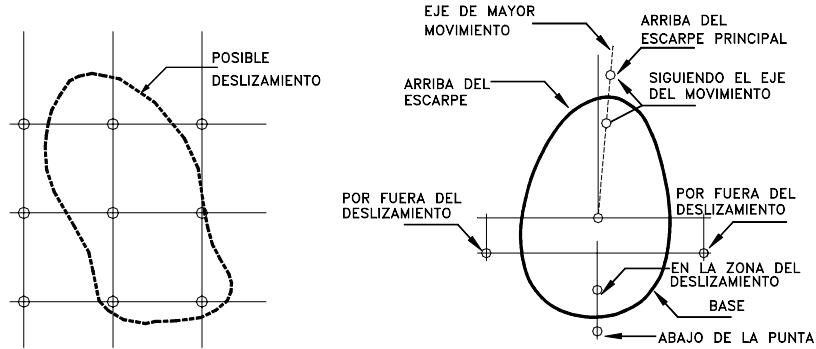 POSIBLE
DESLIZAMIENTO
EJE DE MAYOR
MOVIMIENTO
ARRIBA DEL
ESCARPE PRINCIPAL
ARRIBA DEL
ESCARPE
SIGUIENDO EL EJE
DEL MOVIMIENTO
POR FUERA DEL
DESLIZAMIENTO
POR FUERA DEL
DESLIZAMIENTO
EN LA ZONA DEL
DESLIZAMIENTO
BASE
ABAJO DE LA PUNTA